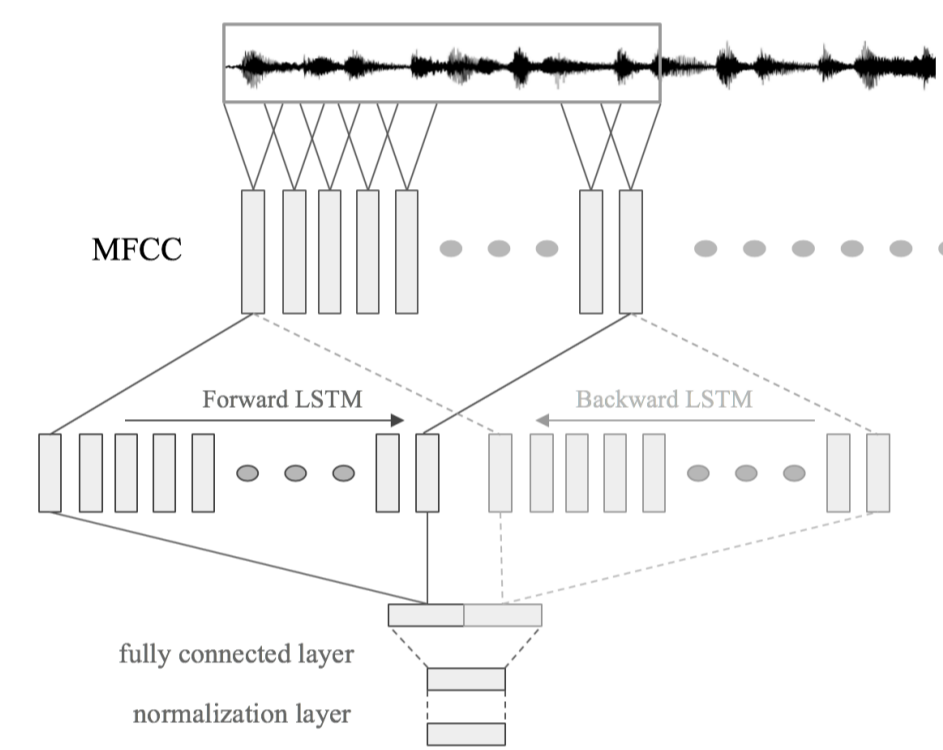 MFCC
Forward LSTM
Backward LSTM
fully connected layer
normalization layer